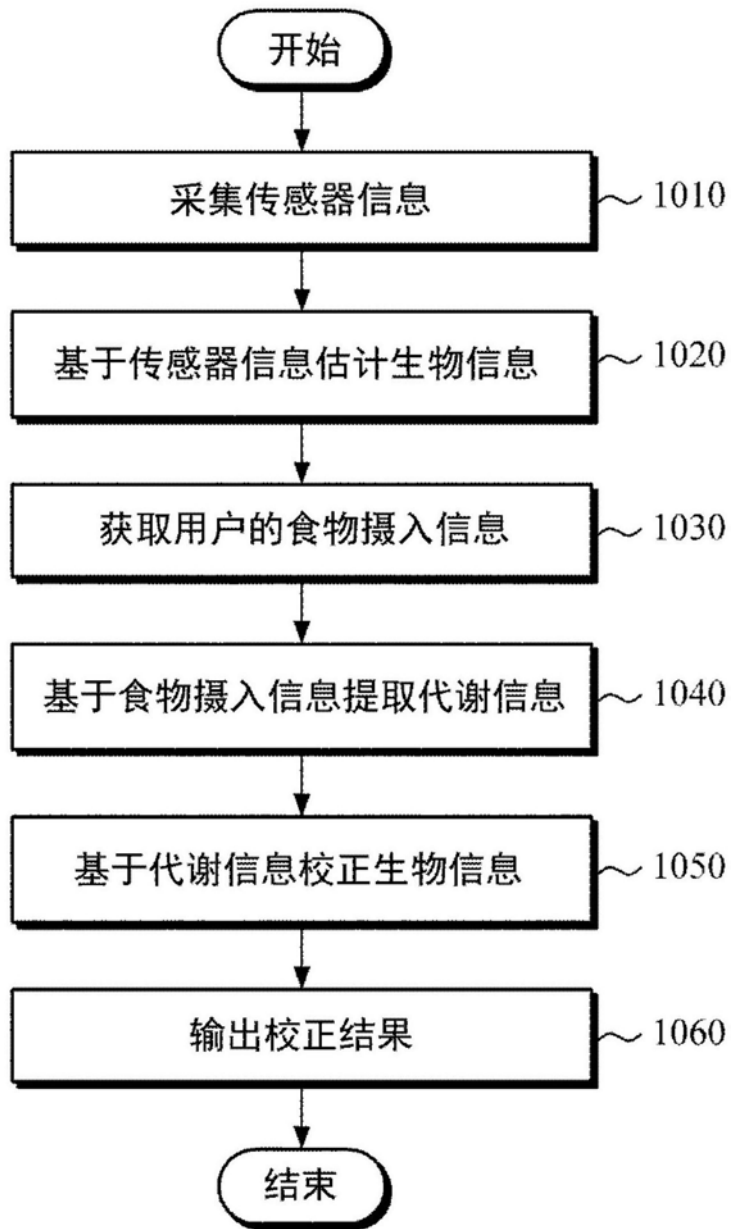 开始
采集传感器信息
1010
基于传感器信息估计生物信息
1020
获取用户的食物摄入信息
1030
基于食物摄入信息提取代谢信息
1040
基于代谢信息校正生物信息
1050
输出校正结果
1060
结束